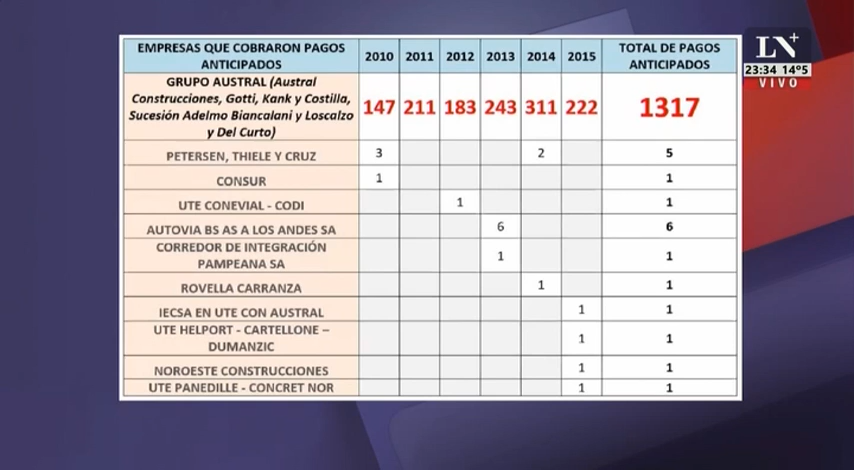 EMPRESAS QUE COBRARON PAGOS ANTICIPADOS 2010 2011 2012 2013 2014 2015 TOTAL DE PAGOS ANTICIPADOS
GRUPO AUSTRAL (Austral
Construcciones, Gotti, Kank y Costilla,
Sucesión Adelmo Biancalani y Loscalzo
y Del Curto) 147 211 183 243 311 222 1317
PETERSEN, THIELE Y CRUZ 3 2 5
CONSUR 1 1
UTE CONEVIAL - CODI 1 1
AUTOVIA BS AS A LOS ANDES SA 6 6
CORREDOR DE INTEGRACIÓN
PAMPEANA SA 1 1
ROVELLA CARRANZA 1 1
IECSA EN UTE CON AUSTRAL 1 1
UTE HELPORT - CARTELLONE –
DUMANZIC 1 1
NOROESTE CONSTRUCCIONES 1 1
UTE PANEDILLE - CONCRET NOR 1 1
LN+
23:34 14°5
VIVO